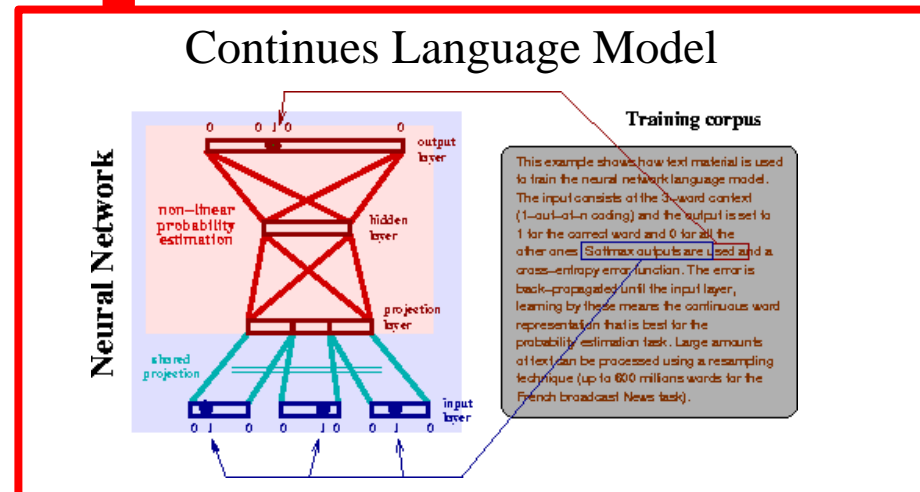 Continues Language Model
Neural Network
0 0 1 0 0
output
layer
non-linear
probability
estimation
hidden
layer
projection
layer
shared
projection
input
layer
0 1 0 1 0 0 1 0
Training corpus
This example shows how text material is used
to train the neural network language model.
The input consists of the 3-word context
(1-out-of-n coding) and the output is set to
1 for the correct word and 0 for all the
other ones. Softmax outputs are used and a
cross-entropy error function. The error is
back-propagated until the input layer,
learning by these means the continuous word
representation that is best for the
probability estimation task. Large amounts
of text can be processed using a resampling
technique (up to 600 millions words for the
French broadcast News task).